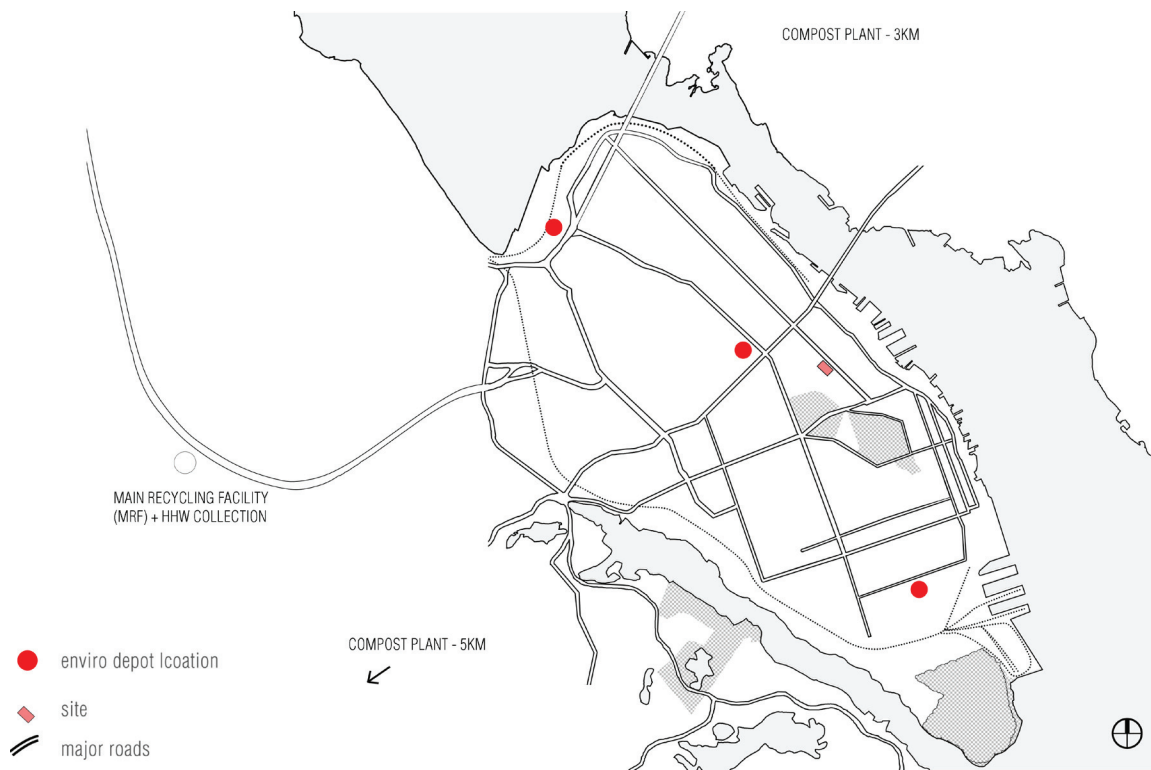 COMPOST PLANT - 3KM
MAIN RECYCLING FACILITY
(MRF) + HHW COLLECTION
COMPOST PLANT - 5KM
enviro depot lcoation
site
major roads